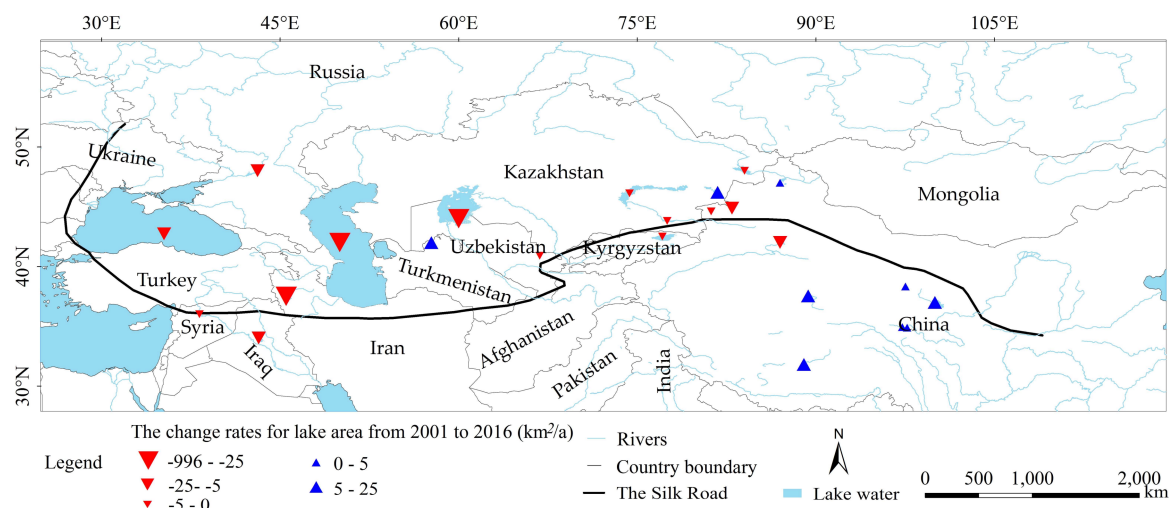 30°E 45°E 60°E 75°E 90°E 105°E
Russia
50°N
Ukraine
Kazakhstan
Mongolia
40°N
Uzbekistan
Kyrgyzstan
Turkey
Turkmenistan
Syria
China
Iran
Afghanistan
Iraq
Pakistan
India
30°N
The change rates for lake area from 2001 to 2016 (km²/a)
Legend
-996 - -25
-25- -5
-5 - 0
0 - 5
5 - 25
Rivers
Country boundary
The Silk Road
Lake water
N
0 500 1,000 2,000
km